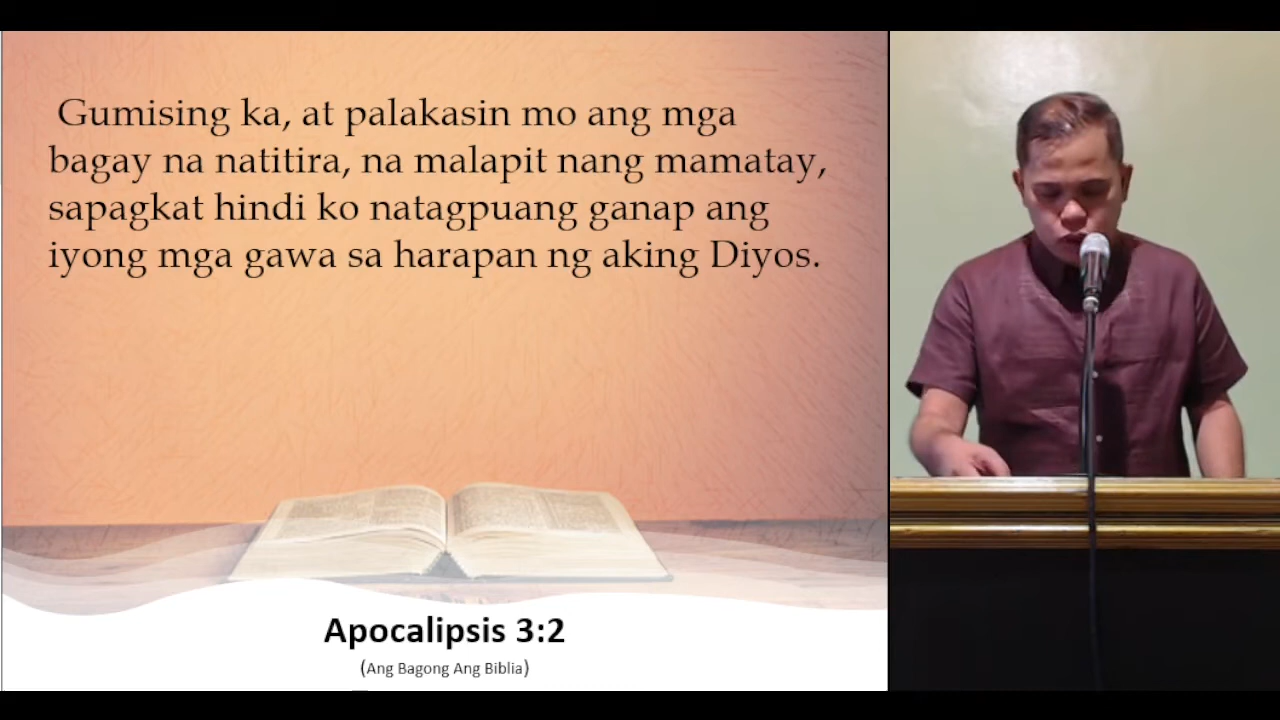 Gumising ka, at palakasin mo ang mga
bagay na natitira, na malapit nang mamatay,
sapagkat hindi ko natagpuang ganap ang
iyong mga gawa sa harapan ng aking Diyos.
Apocalipsis 3:2
(Ang Bagong Ang Biblia)